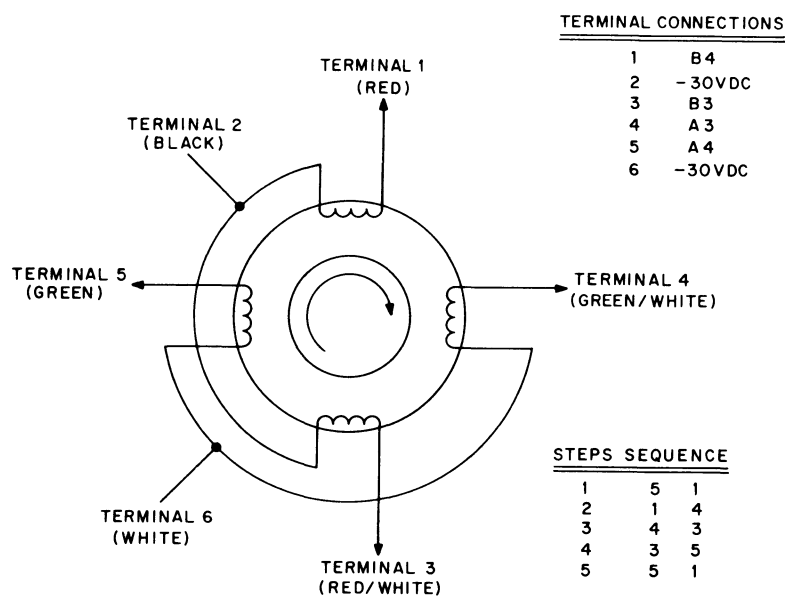 TERMINAL CONNECTIONS
1 B4
2 -30VDC
3 B3
4 A3
5 A4
6 -30VDC
TERMINAL 1
(RED)
TERMINAL 2
(BLACK)
TERMINAL 5
(GREEN)
TERMINAL 4
(GREEN/WHITE)
TERMINAL 6
(WHITE)
TERMINAL 3
(RED/WHITE)
STEPS SEQUENCE
1 5 1
2 1 4
3 4 3
4 3 5
5 5 1